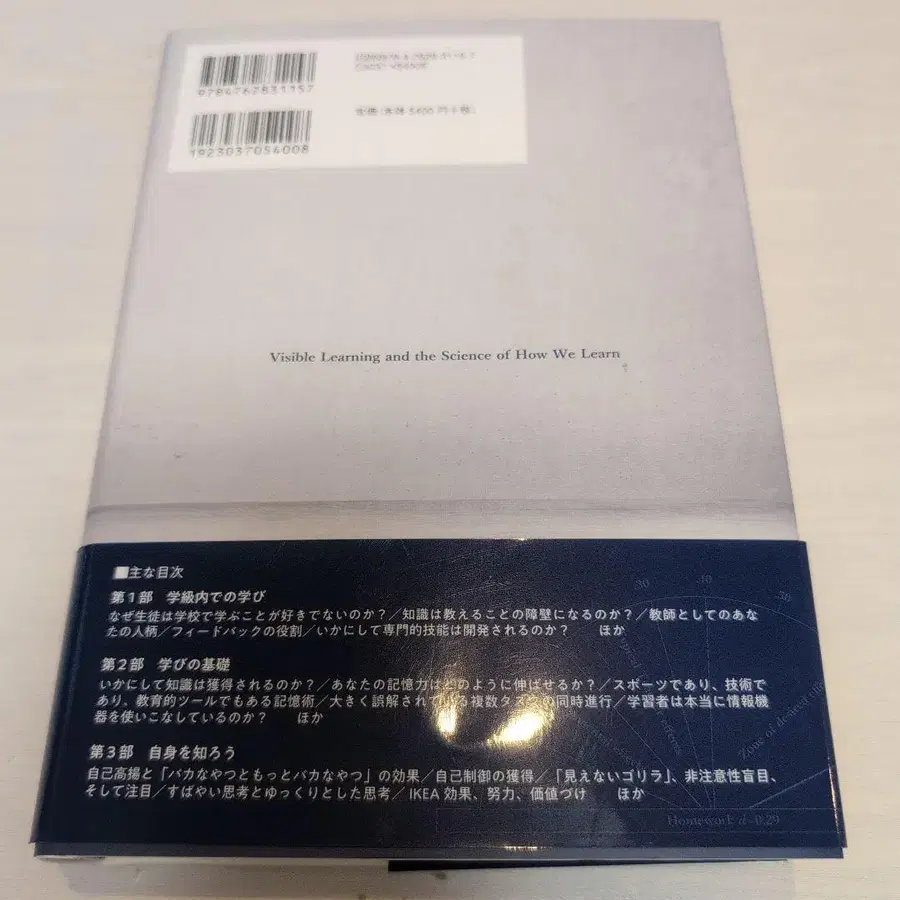 9784762831157
1923037054008
Visible Learning and the Science of How We Learn
■主な目次
第1部 学級内での学び
なぜ生徒は学校で学ぶことが好きでないのか?/知識は教えることの障壁になるのか?/教師としてのあな
たの人柄/フィードバックの役割/いかにして専門的技能は開発されるのか? ほか
第2部 学びの基礎
いかにして知識は獲得されるのか?/あなたの記憶力はどのように伸ばせるか?/スポーツであり、技術で
あり、教育的ツールでもある記憶術/大きく誤解されている複数タスクの同時進行/学習者は本当に情報機
器を使いこなしているのか? ほか
第3部 自身を知ろう
自己高揚と「バカなやつともっとバカなやつ」の効果/自己制御の獲得/「見えないゴリラ」、非注意性盲目、
そして注目/すばやい思考とゆっくりとした思考/IKEA 効果、努力、価値づけ ほか
30
Zone of desired effects
Homework d=0.29